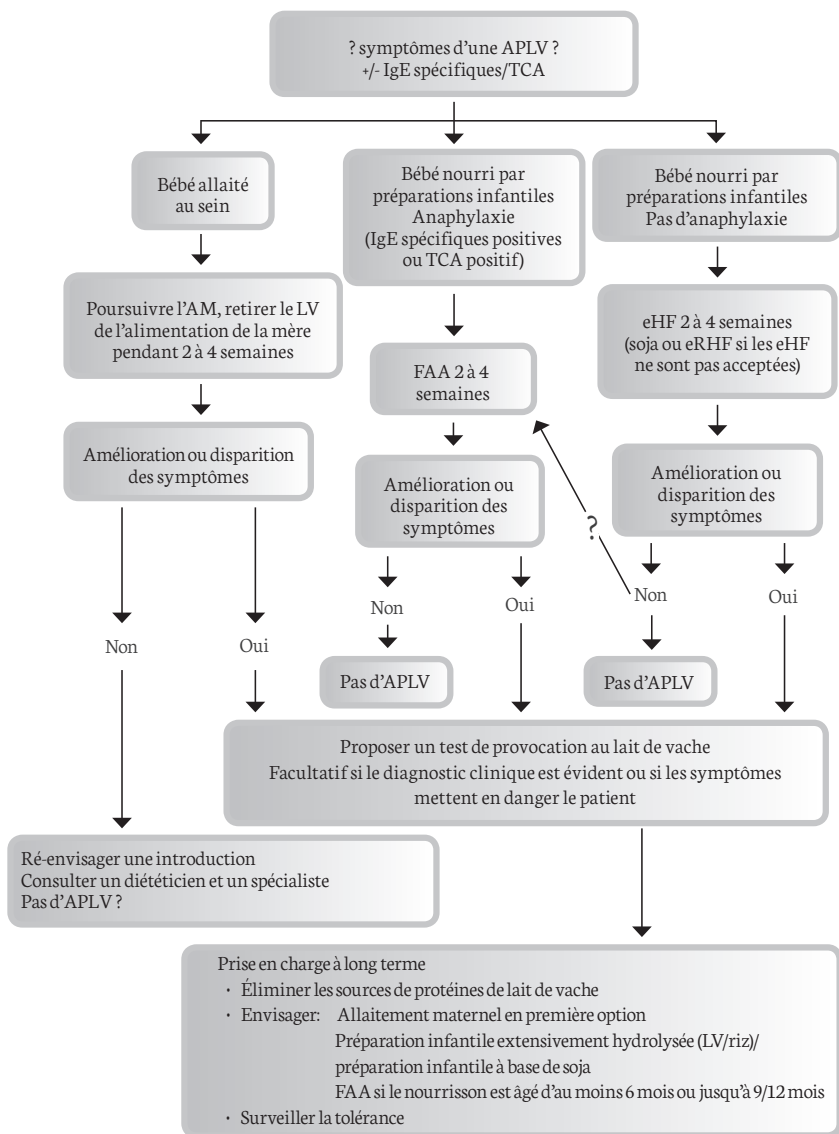 ? symptômes d’une APLV ?
+/- IgE spécifiques/TCA
Bébé allaité
au sein
Bébé nourri par
préparations infantiles
Anaphylaxie
(IgE spécifiques positives
ou TCA positif)
Bébé nourri par
préparations infantiles
Pas d’anaphylaxie
Poursuivre l’AM, retirer le LV
de l’alimentation de la mère
pendant 2 à 4 semaines
FAA 2 à 4
semaines
eHF 2 à 4 semaines
(soja ou eRHF si les eHF
ne sont pas acceptées)
Amélioration ou disparition
des symptômes
Amélioration ou
disparition des
symptômes
Amélioration ou
disparition des
symptômes
?
Non
Oui
Non
Oui
Non
Oui
Pas d’APLV
Pas d’APLV
Proposer un test de provocation au lait de vache
Facultatif si le diagnostic clinique est évident ou si les symptômes
mettent en danger le patient
Ré-envisager une introduction
Consulter un diététicien et un spécialiste
Pas d’APLV ?
Prise en charge à long terme
· Éliminer les sources de protéines de lait de vache
· Envisager: Allaitement maternel en première option
Préparation infantile extensivement hydrolysée (LV/riz)/
préparation infantile à base de soja
FAA si le nourrisson est âgé d’au moins 6 mois ou jusqu’à 9/12 mois
· Surveiller la tolérance